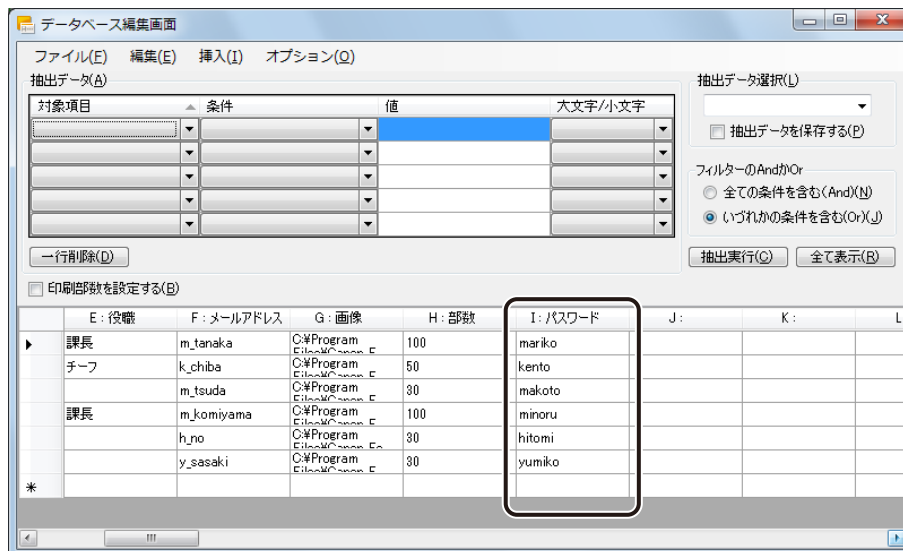 データベース編集画面
ファイル(F) 編集(E) 挿入(I) オプション(O)
抽出データ(A)
対象項目 条件 値 大文字/小文字
抽出データ選択(L)
抽出データを保存する(P)
フィルターのAndかOr
全ての条件を含む(And)(N)
いづれかの条件を含む(Or)(J)
一行削除(D)
抽出実行(C) 全て表示(R)
印刷部数を設定する(B)
E : 役職 F : メールアドレス G : 画像 H : 部数 I : パスワード J : K : L
課長 m_tanaka C:¥Program 100 mariko
チーフ k_chiba C:¥Program 50 kento
m_tsuda C:¥Program 30 makoto
課長 m_komiyama C:¥Program 100 minoru
h_no C:¥Program 30 hitomi
y_sasaki C:¥Program 30 yumiko